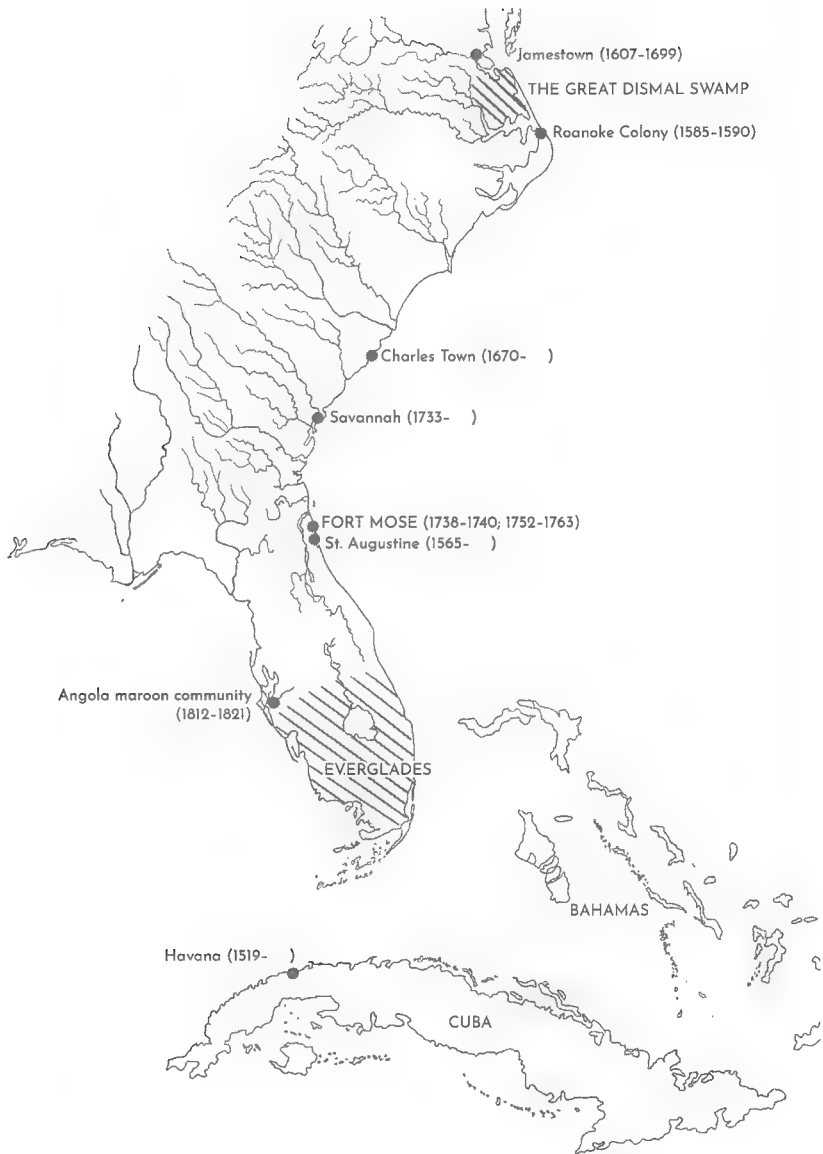 Jamestown (1607–1699)
THE GREAT DISMAL SWAMP
Roanoke Colony (1585–1590)
Charles Town (1670–    )
Savannah (1733–    )
FORT MOSE (1738–1740; 1752–1763)
St. Augustine (1565–    )
Angola maroon community
(1812–1821)
EVERGLADES
BAHAMAS
Havana (1519–    )
CUBA